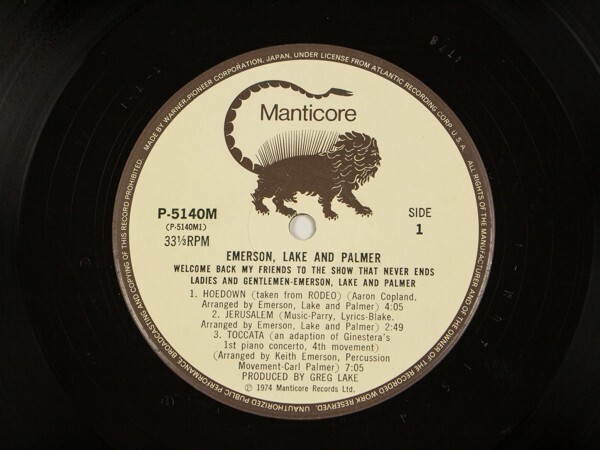 MADE BY WARNER-PIONEER CORPORATION, JAPAN, UNDER LICENSE FROM ATLANTIC RECORDING CORP. U.S.A.
ALL RIGHTS OF THE MANUFACTURER AND OF THE OWNER OF THE RECORDED WORK RESERVED.
UNAUTHORIZED PUBLIC PERFORMANCE, BROADCASTING AND COPYING OF THIS RECORD PROHIBITED.
Manticore
P-5140M
(P-5140M1)
33⅓RPM
SIDE
1
EMERSON, LAKE AND PALMER
WELCOME BACK MY FRIENDS TO THE SHOW THAT NEVER ENDS
LADIES AND GENTLEMEN-EMERSON, LAKE AND PALMER
1. HOEDOWN (taken from RODEO) (Aaron Copland.
Arranged by Emerson, Lake and Palmer) 4:05
2. JERUSALEM (Music-Parry, Lyrics-Blake.
Arranged by Emerson, Lake and Palmer) 2:49
3. TOCCATA (an adaption of Ginestera's
1st piano concerto, 4th movement)
(Arranged by Keith Emerson, Percussion
Movement-Carl Palmer) 7:05
PRODUCED BY GREG LAKE
℗ 1974 Manticore Records Ltd.